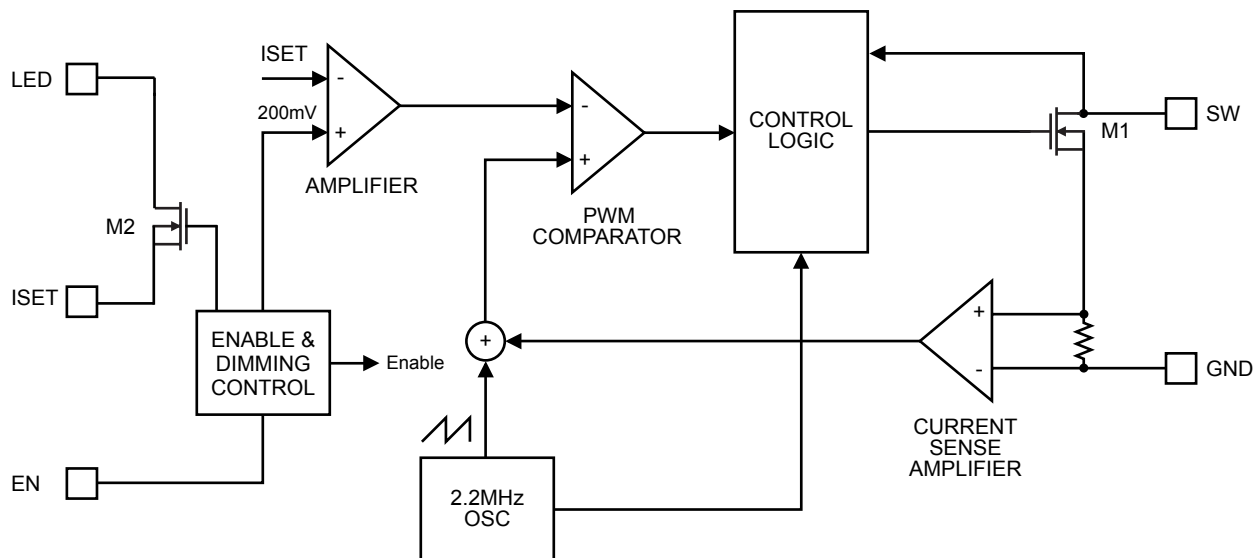 LED
ISET
200mV
AMPLIFIER
-
+
-
+
PWM
COMPARATOR
CONTROL
LOGIC
M1
SW
M2
ISET
ENABLE &
DIMMING
CONTROL
Enable
+
+
-
GND
CURRENT
SENSE
AMPLIFIER
EN
2.2MHz
OSC